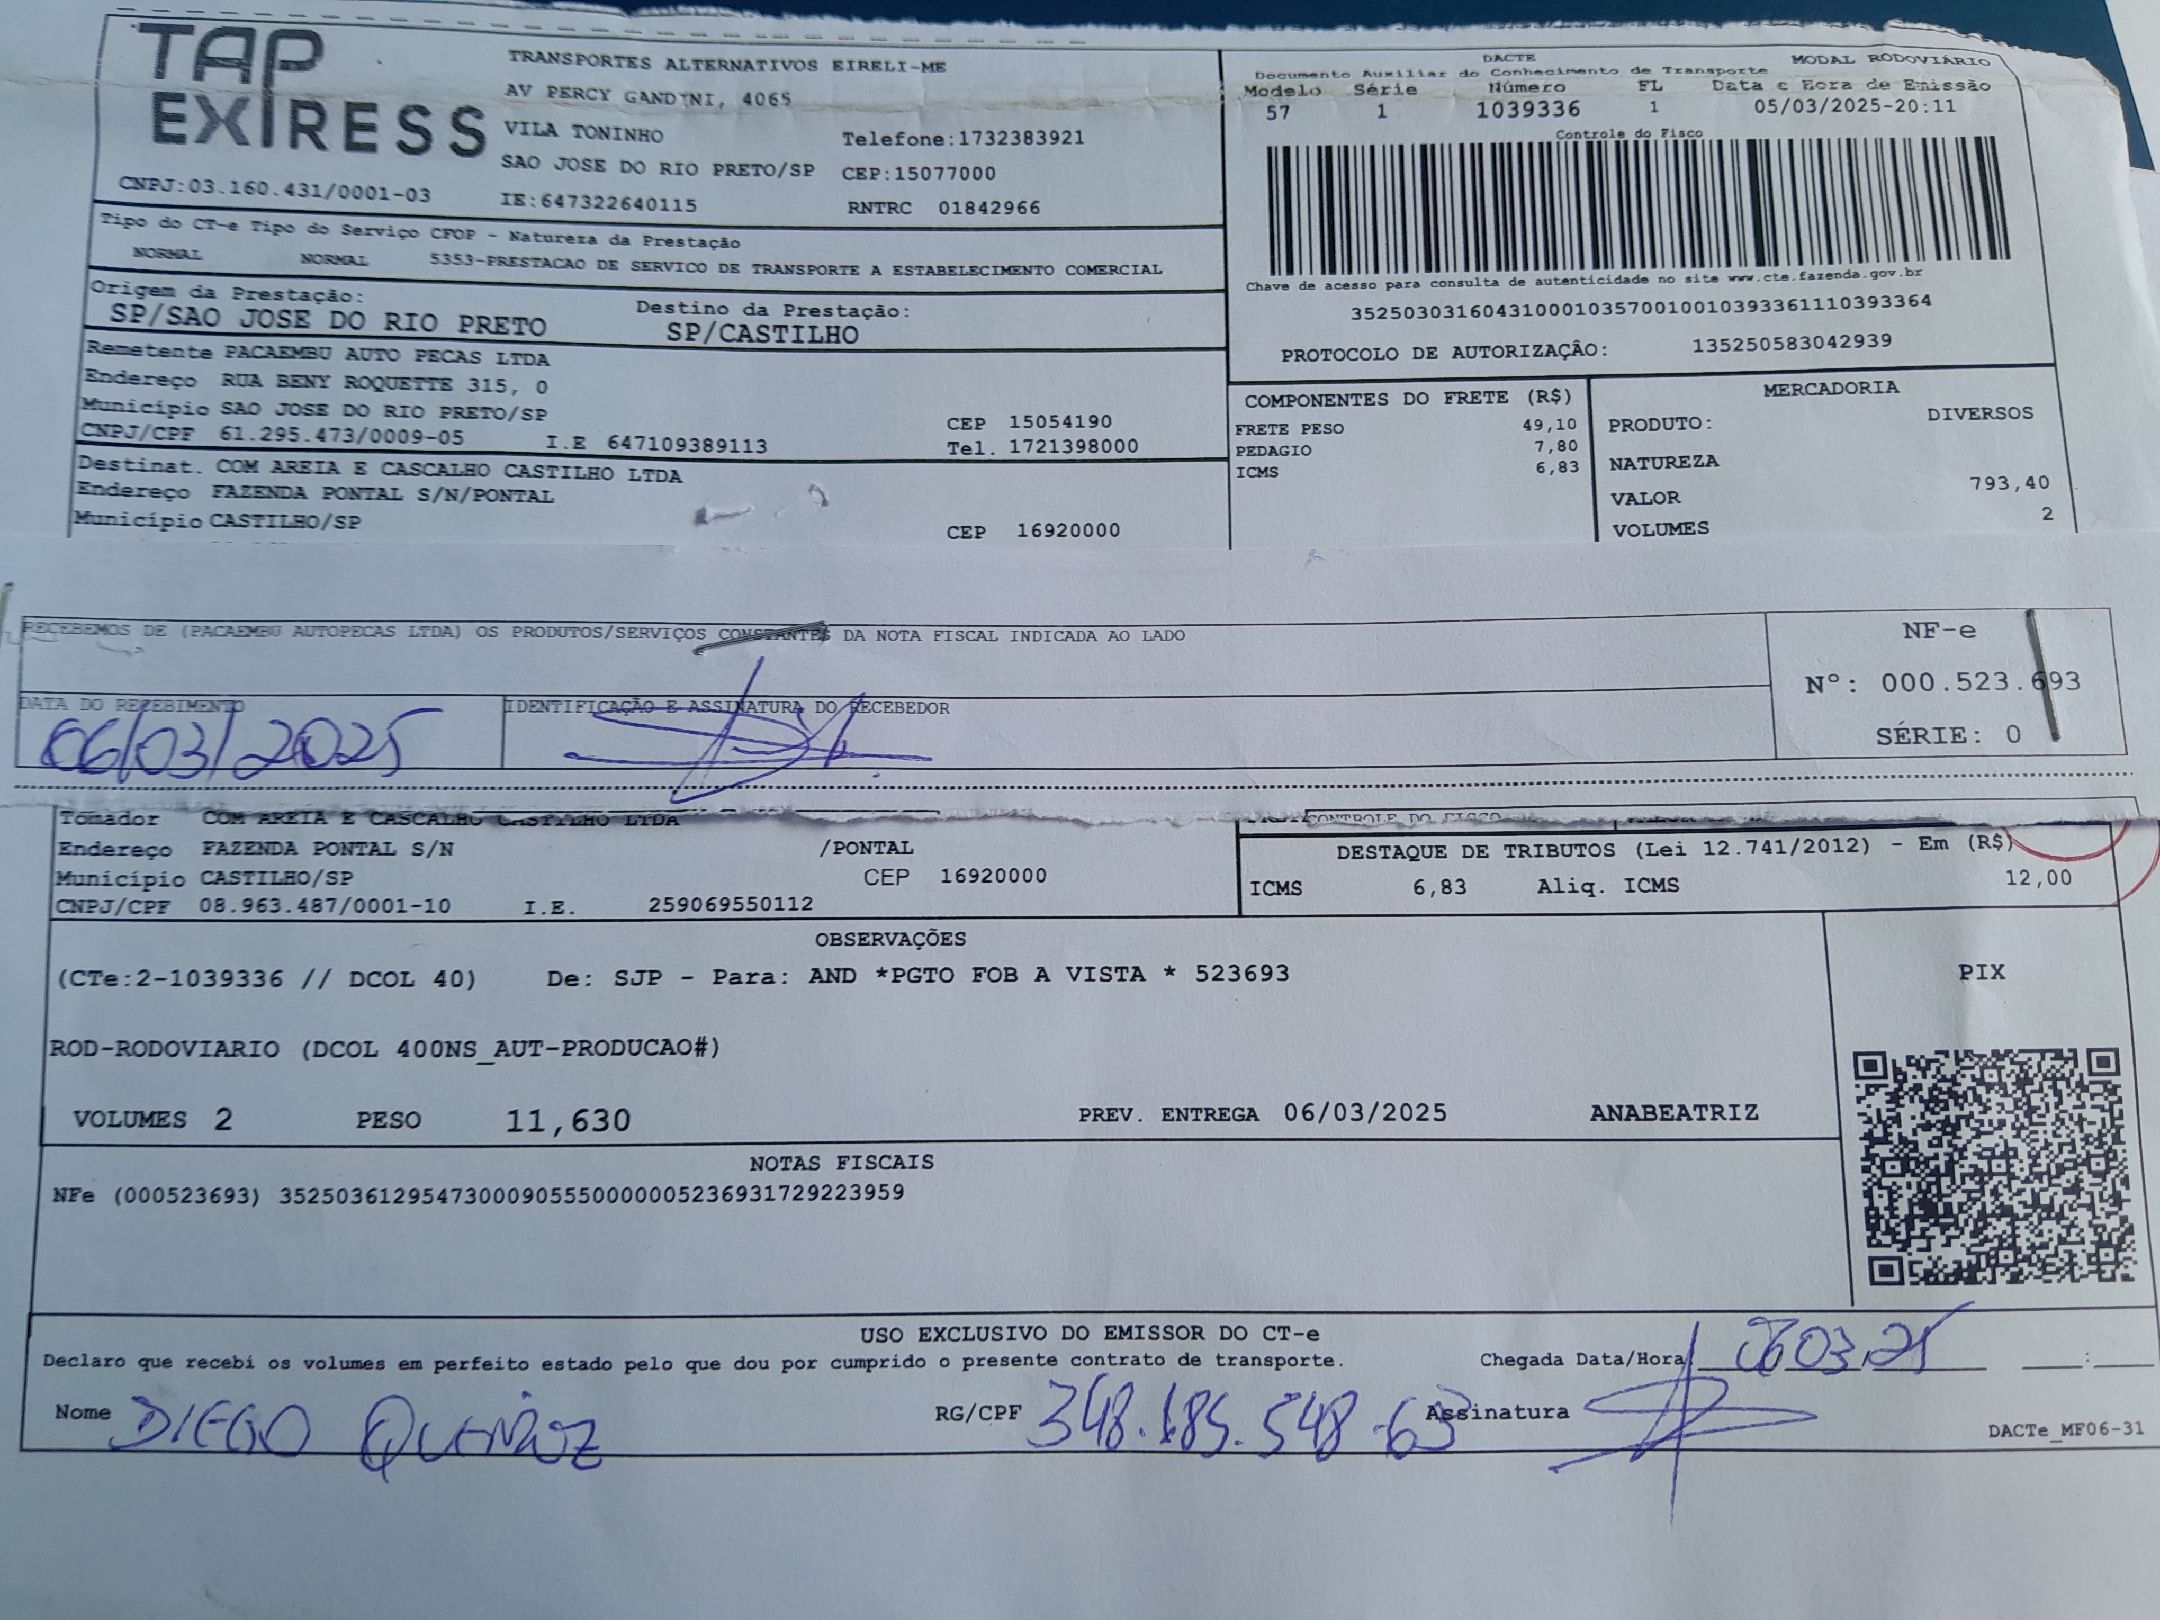 TAP
EXIRESS
TRANSPORTES ALTERNATIVOS EIRELI-ME
AV PERCY GANDINI, 4065
VILA TONINHO Telefone:1732383921
SAO JOSE DO RIO PRETO/SP CEP:15077000
CNPJ:03.160.431/0001-03 IE:647322640115 RNTRC 01842966
DACTE MODAL RODOVIÁRIO
Documento Auxiliar do Conhecimento de Transporte
Modelo Série Número FL Data e Hora de Emissão
57 1 1039336 1 05/03/2025-20:11
Controle do Fisco
Chave de acesso para consulta de autenticidade no site www.cte.fazenda.gov.br
35250303160431000103570010010393361110393364
PROTOCOLO DE AUTORIZAÇÂO: 135250583042939
Tipo do CT-e Tipo do Serviço CFOP - Natureza da Prestação
NORMAL NORMAL 5353-PRESTACAO DE SERVICO DE TRANSPORTE A ESTABELECIMENTO COMERCIAL
Origem da Prestação: Destino da Prestação:
SP/SAO JOSE DO RIO PRETO SP/CASTILHO
Remetente PACAEMBU AUTO PECAS LTDA
Endereço RUA BENY ROQUETTE 315, 0
Município SAO JOSE DO RIO PRETO/SP CEP 15054190
CNPJ/CPF 61.295.473/0009-05 I.E 647109389113 Tel. 1721398000
Destinat. COM AREIA E CASCALHO CASTILHO LTDA
Endereço FAZENDA PONTAL S/N/PONTAL
Município CASTILHO/SP CEP 16920000
COMPONENTES DO FRETE (R$)
FRETE PESO 49,10
PEDAGIO 7,80
ICMS 6,83
MERCADORIA
PRODUTO: DIVERSOS
NATUREZA
VALOR 793,40
VOLUMES 2
RECEBEMOS DE (PACAEMBU AUTOPECAS LTDA) OS PRODUTOS/SERVIÇOS CONSTANTES DA NOTA FISCAL INDICADA AO LADO
DATA DO RECEBIMENTO IDENTIFICAÇÃO E ASSINATURA DO RECEBEDOR
06/03/2025
NF-e
Nº: 000.523.693
SÉRIE: 0
Tomador COM AREIA E CASCALHO CASTILHO LTDA
Endereço FAZENDA PONTAL S/N /PONTAL
Município CASTILHO/SP CEP 16920000
CNPJ/CPF 08.963.487/0001-10 I.E. 259069550112
CONTROLE DO FISCO
DESTAQUE DE TRIBUTOS (Lei 12.741/2012) - Em (R$)
ICMS 6,83 Aliq. ICMS 12,00
OBSERVAÇÕES
(CTe:2-1039336 // DCOL 40) De: SJP - Para: AND *PGTO FOB A VISTA * 523693
ROD-RODOVIARIO (DCOL 400NS_AUT-PRODUCAO#)
VOLUMES 2 PESO 11,630 PREV. ENTREGA 06/03/2025 ANABEATRIZ
PIX
NOTAS FISCAIS
NFe (000523693) 35250361295473000905550000005236931729223959
USO EXCLUSIVO DO EMISSOR DO CT-e
Declaro que recebi os volumes em perfeito estado pelo que dou por cumprido o presente contrato de transporte. Chegada Data/Hora 06 03 25 ___:___
Nome DIEGO QUEIROZ RG/CPF 348.185.548-63 Assinatura
DACTe_MF06-31